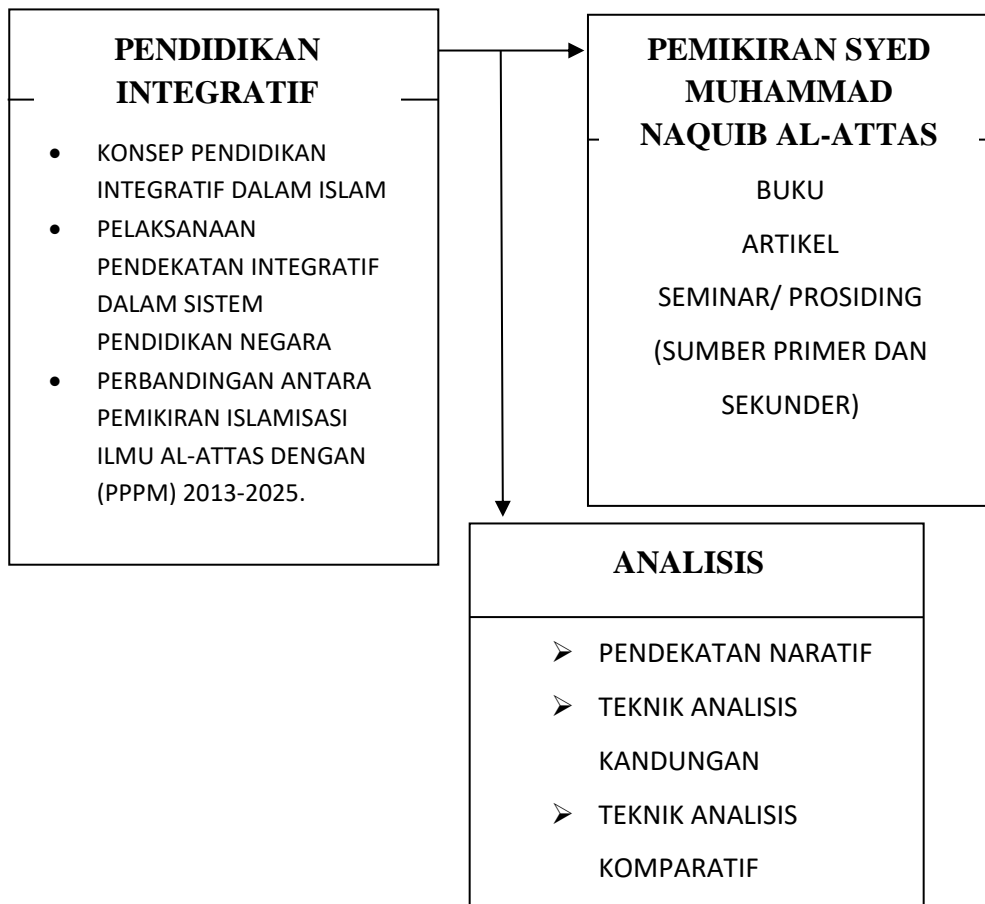 PENDIDIKAN
INTEGRATIF
• KONSEP PENDIDIKAN
INTEGRATIF DALAM ISLAM
• PELAKSANAAN
PENDEKATAN INTEGRATIF
DALAM SISTEM
PENDIDIKAN NEGARA
• PERBANDINGAN ANTARA
PEMIKIRAN ISLAMISASI
ILMU AL-ATTAS DENGAN
(PPPM) 2013-2025.
PEMIKIRAN SYED
MUHAMMAD
NAQUIB AL-ATTAS
BUKU
ARTIKEL
SEMINAR/ PROSIDING
(SUMBER PRIMER DAN
SEKUNDER)
ANALISIS
➢ PENDEKATAN NARATIF
➢ TEKNIK ANALISIS
KANDUNGAN
➢ TEKNIK ANALISIS
KOMPARATIF